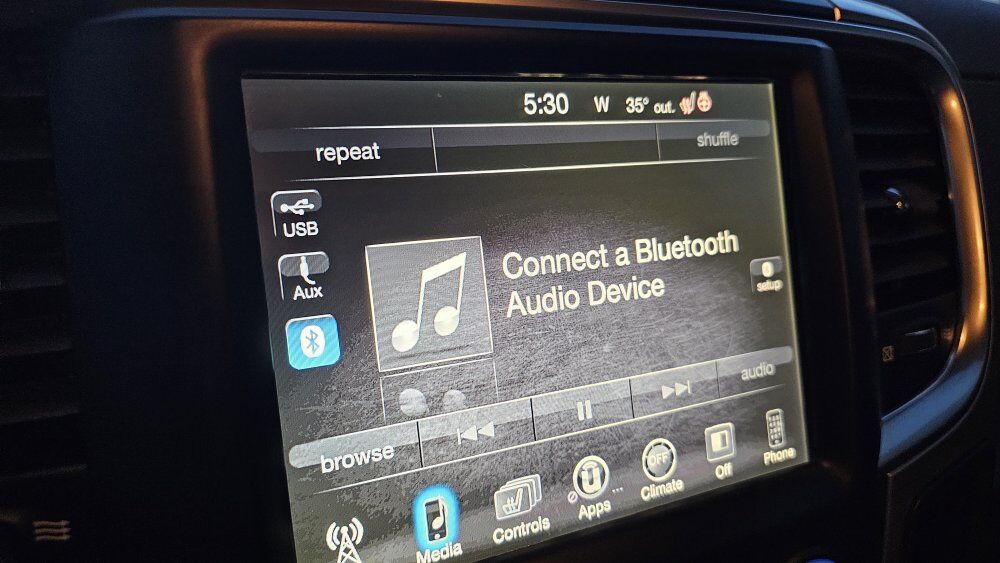 5:30 W 35° out.
repeat
shuffle
USB
Aux
Connect a Bluetooth
Audio Device
setup
browse
audio
Media
Controls
Apps
OFF
Climate
Off
Phone